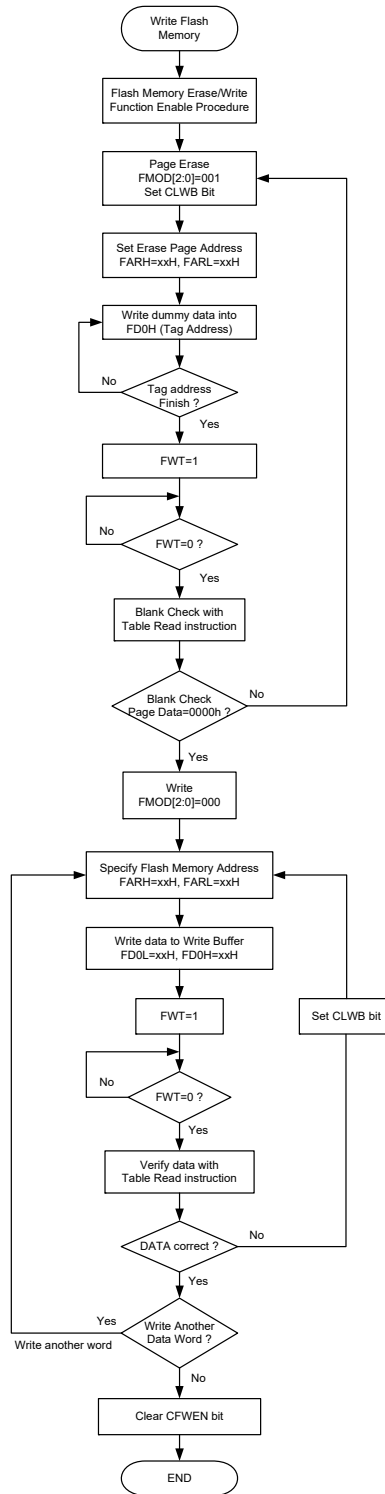 Write Flash
Memory
Flash Memory Erase/Write
Function Enable Procedure
Page Erase
FMOD[2:0]=001
Set CLWB Bit
Set Erase Page Address
FARH=xxH, FARL=xxH
Write dummy data into
FD0H (Tag Address)
No
Tag address
Finish ?
Yes
FWT=1
No
FWT=0 ?
Yes
Blank Check with
Table Read instruction
No
Blank Check
Page Data=0000h ?
Yes
Write
FMOD[2:0]=000
Specify Flash Memory Address
FARH=xxH, FARL=xxH
Write data to Write Buffer
FD0L=xxH, FD0H=xxH
FWT=1
Set CLWB bit
No
FWT=0 ?
Yes
Verify data with
Table Read instruction
No
DATA correct ?
Yes
Yes
Write Another
Data Word ?
Write another word
No
Clear CFWEN bit
END